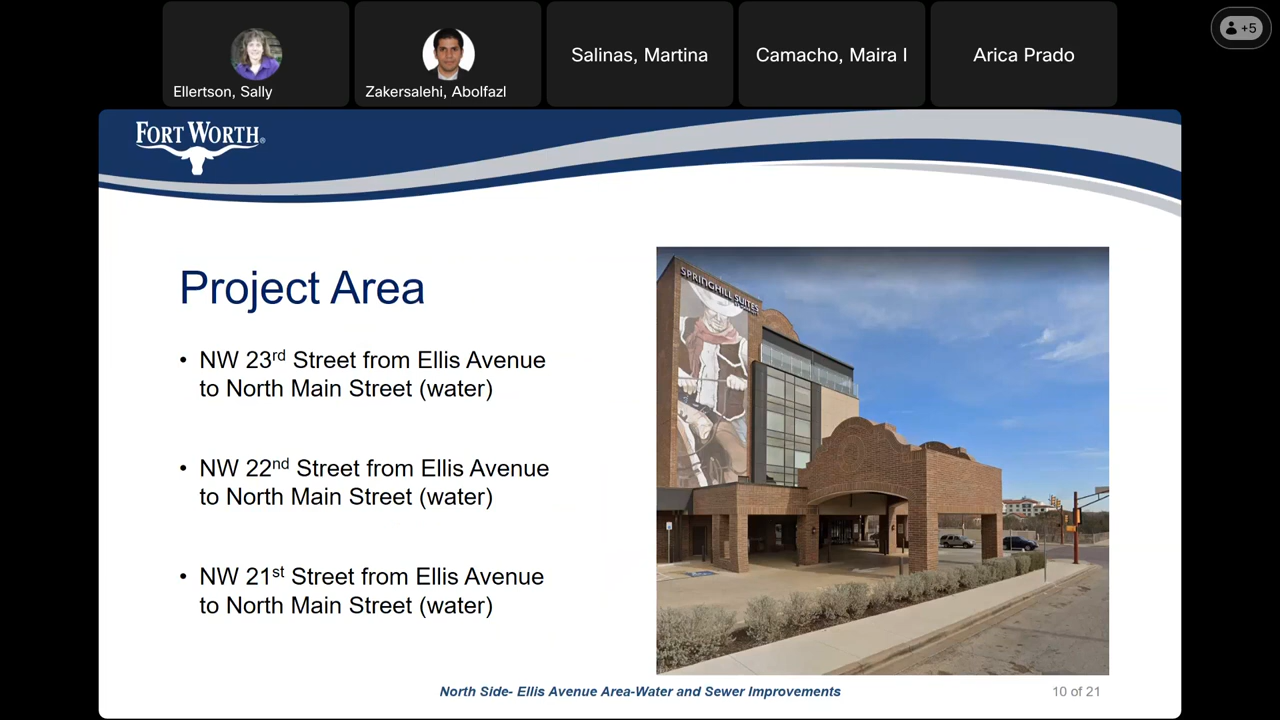 Ellertson, Sally
Zakersalehi, Abolfazl
Salinas, Martina
Camacho, Maira I
Arica Prado
+5
FORT WORTH®
Project Area
• NW 23rd Street from Ellis Avenue
to North Main Street (water)
• NW 22nd Street from Ellis Avenue
to North Main Street (water)
• NW 21st Street from Ellis Avenue
to North Main Street (water)
SPRINGHILL SUITES
North Side- Ellis Avenue Area-Water and Sewer Improvements
10 of 21